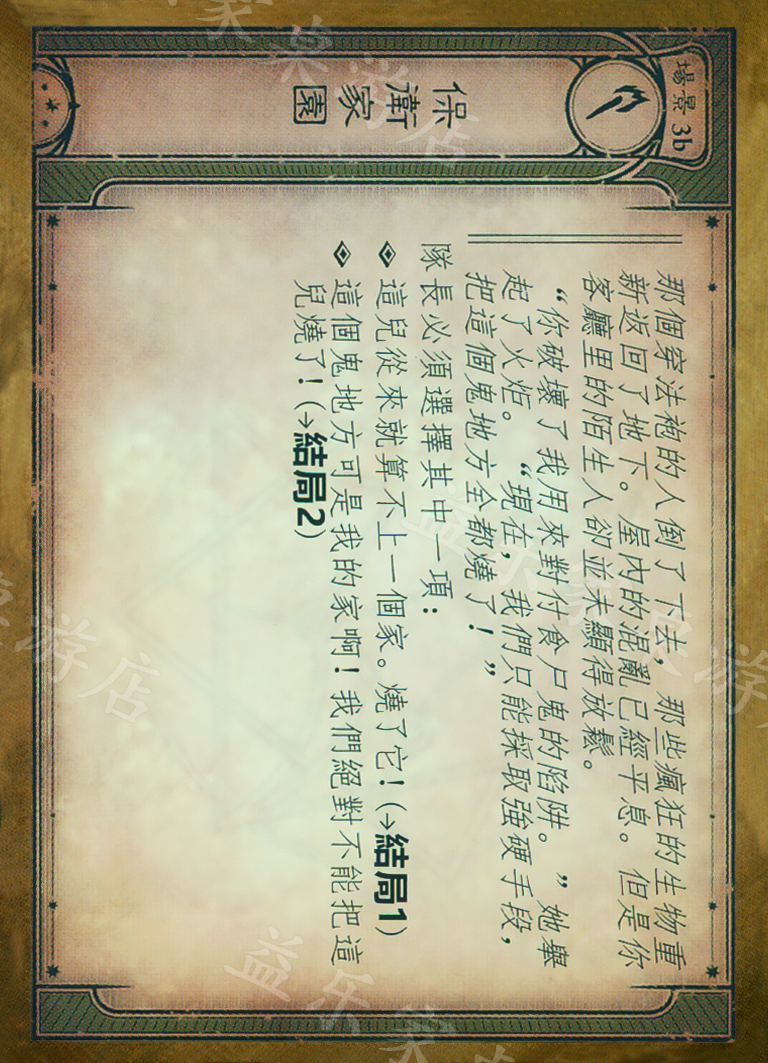 場景 3b
保衛家園
那個穿法袍的人倒了下去，那些瘋狂的生物重
新返回了地下。屋內的混亂已經平息。但是你
客廳里的陌生人卻並未顯得放鬆。
“你破壞了我用來對付食尸鬼的陷阱。”她舉
起了火炬。“現在，我們只能採取強硬手段，
把這個鬼地方全都燒了！”
隊長必須選擇其中一項：
這兒從來就算不上一個家。燒了它！(→結局1)
這個鬼地方可是我的家啊！我們絕對不能把這
兒燒了！(→結局2)
益乐家桌游店